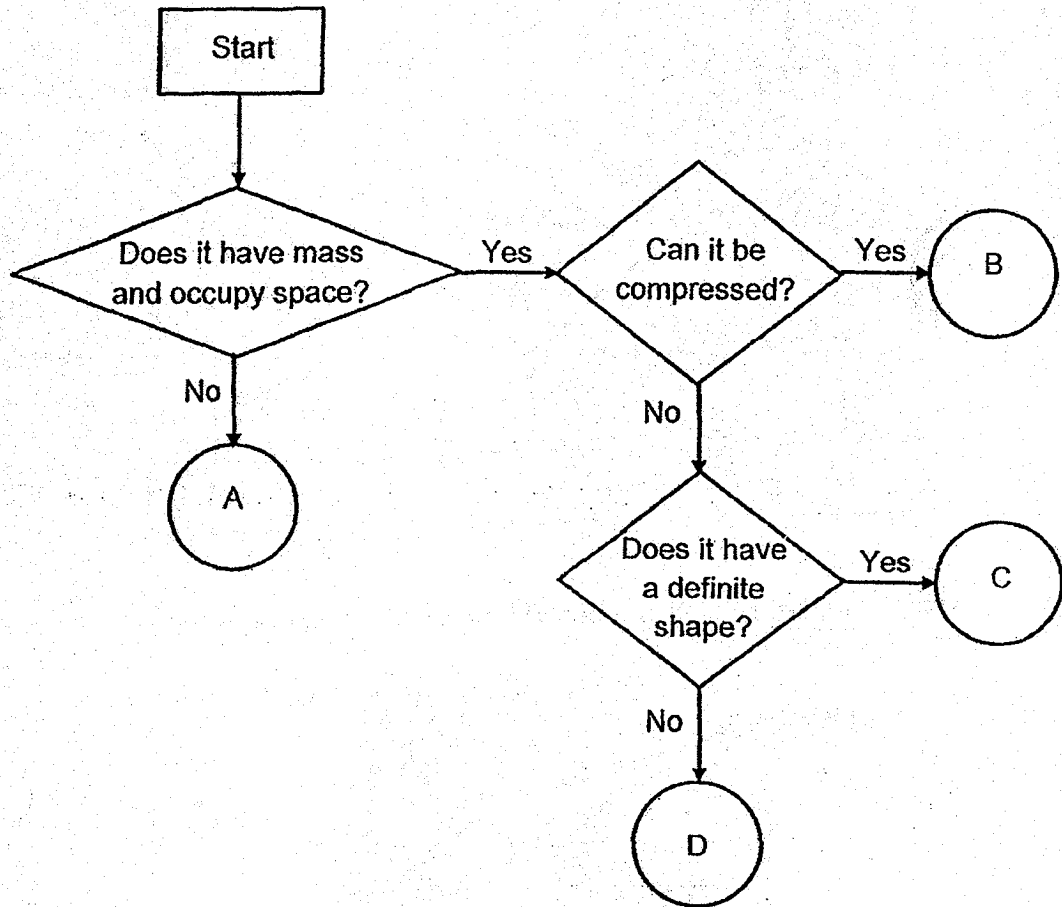 Start
Does it have mass
and occupy space?
Yes
Can it be
compressed?
Yes
B
No
A
No
Does it have
a definite
shape?
Yes
C
No
D